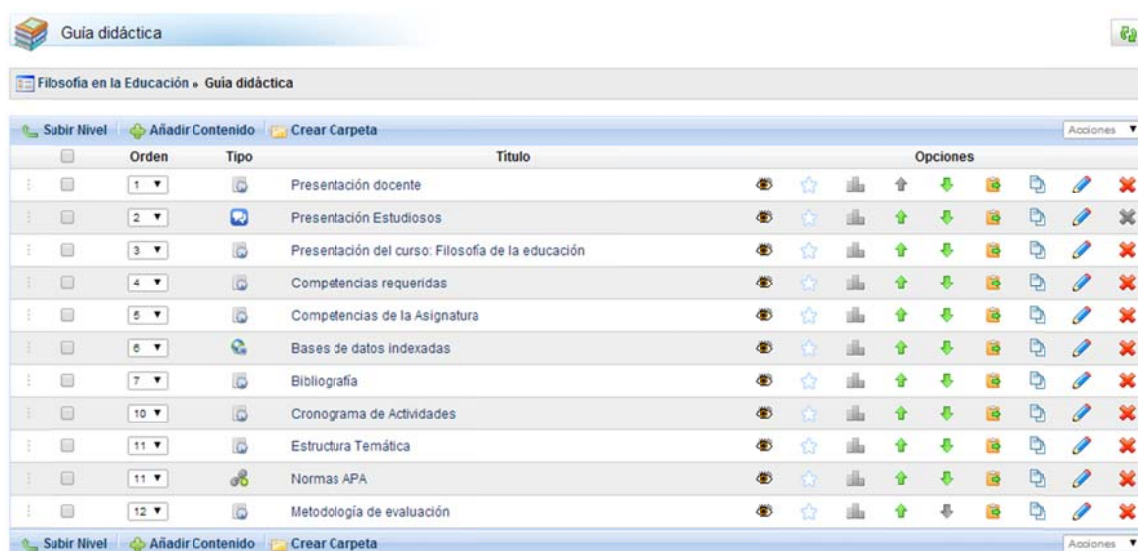 Guía didáctica
Filosofía en la Educación » Guía didáctica
Subir Nivel Añadir Contenido Crear Carpeta Acciones
Orden Tipo Título Opciones
1 Presentación docente
2 Presentación Estudiosos
3 Presentación del curso: Filosofía de la educación
4 Competencias requeridas
5 Competencias de la Asignatura
6 Bases de datos indexadas
7 Bibliografía
10 Cronograma de Actividades
11 Estructura Temática
11 Normas APA
12 Metodología de evaluación
Subir Nivel Añadir Contenido Crear Carpeta Acciones